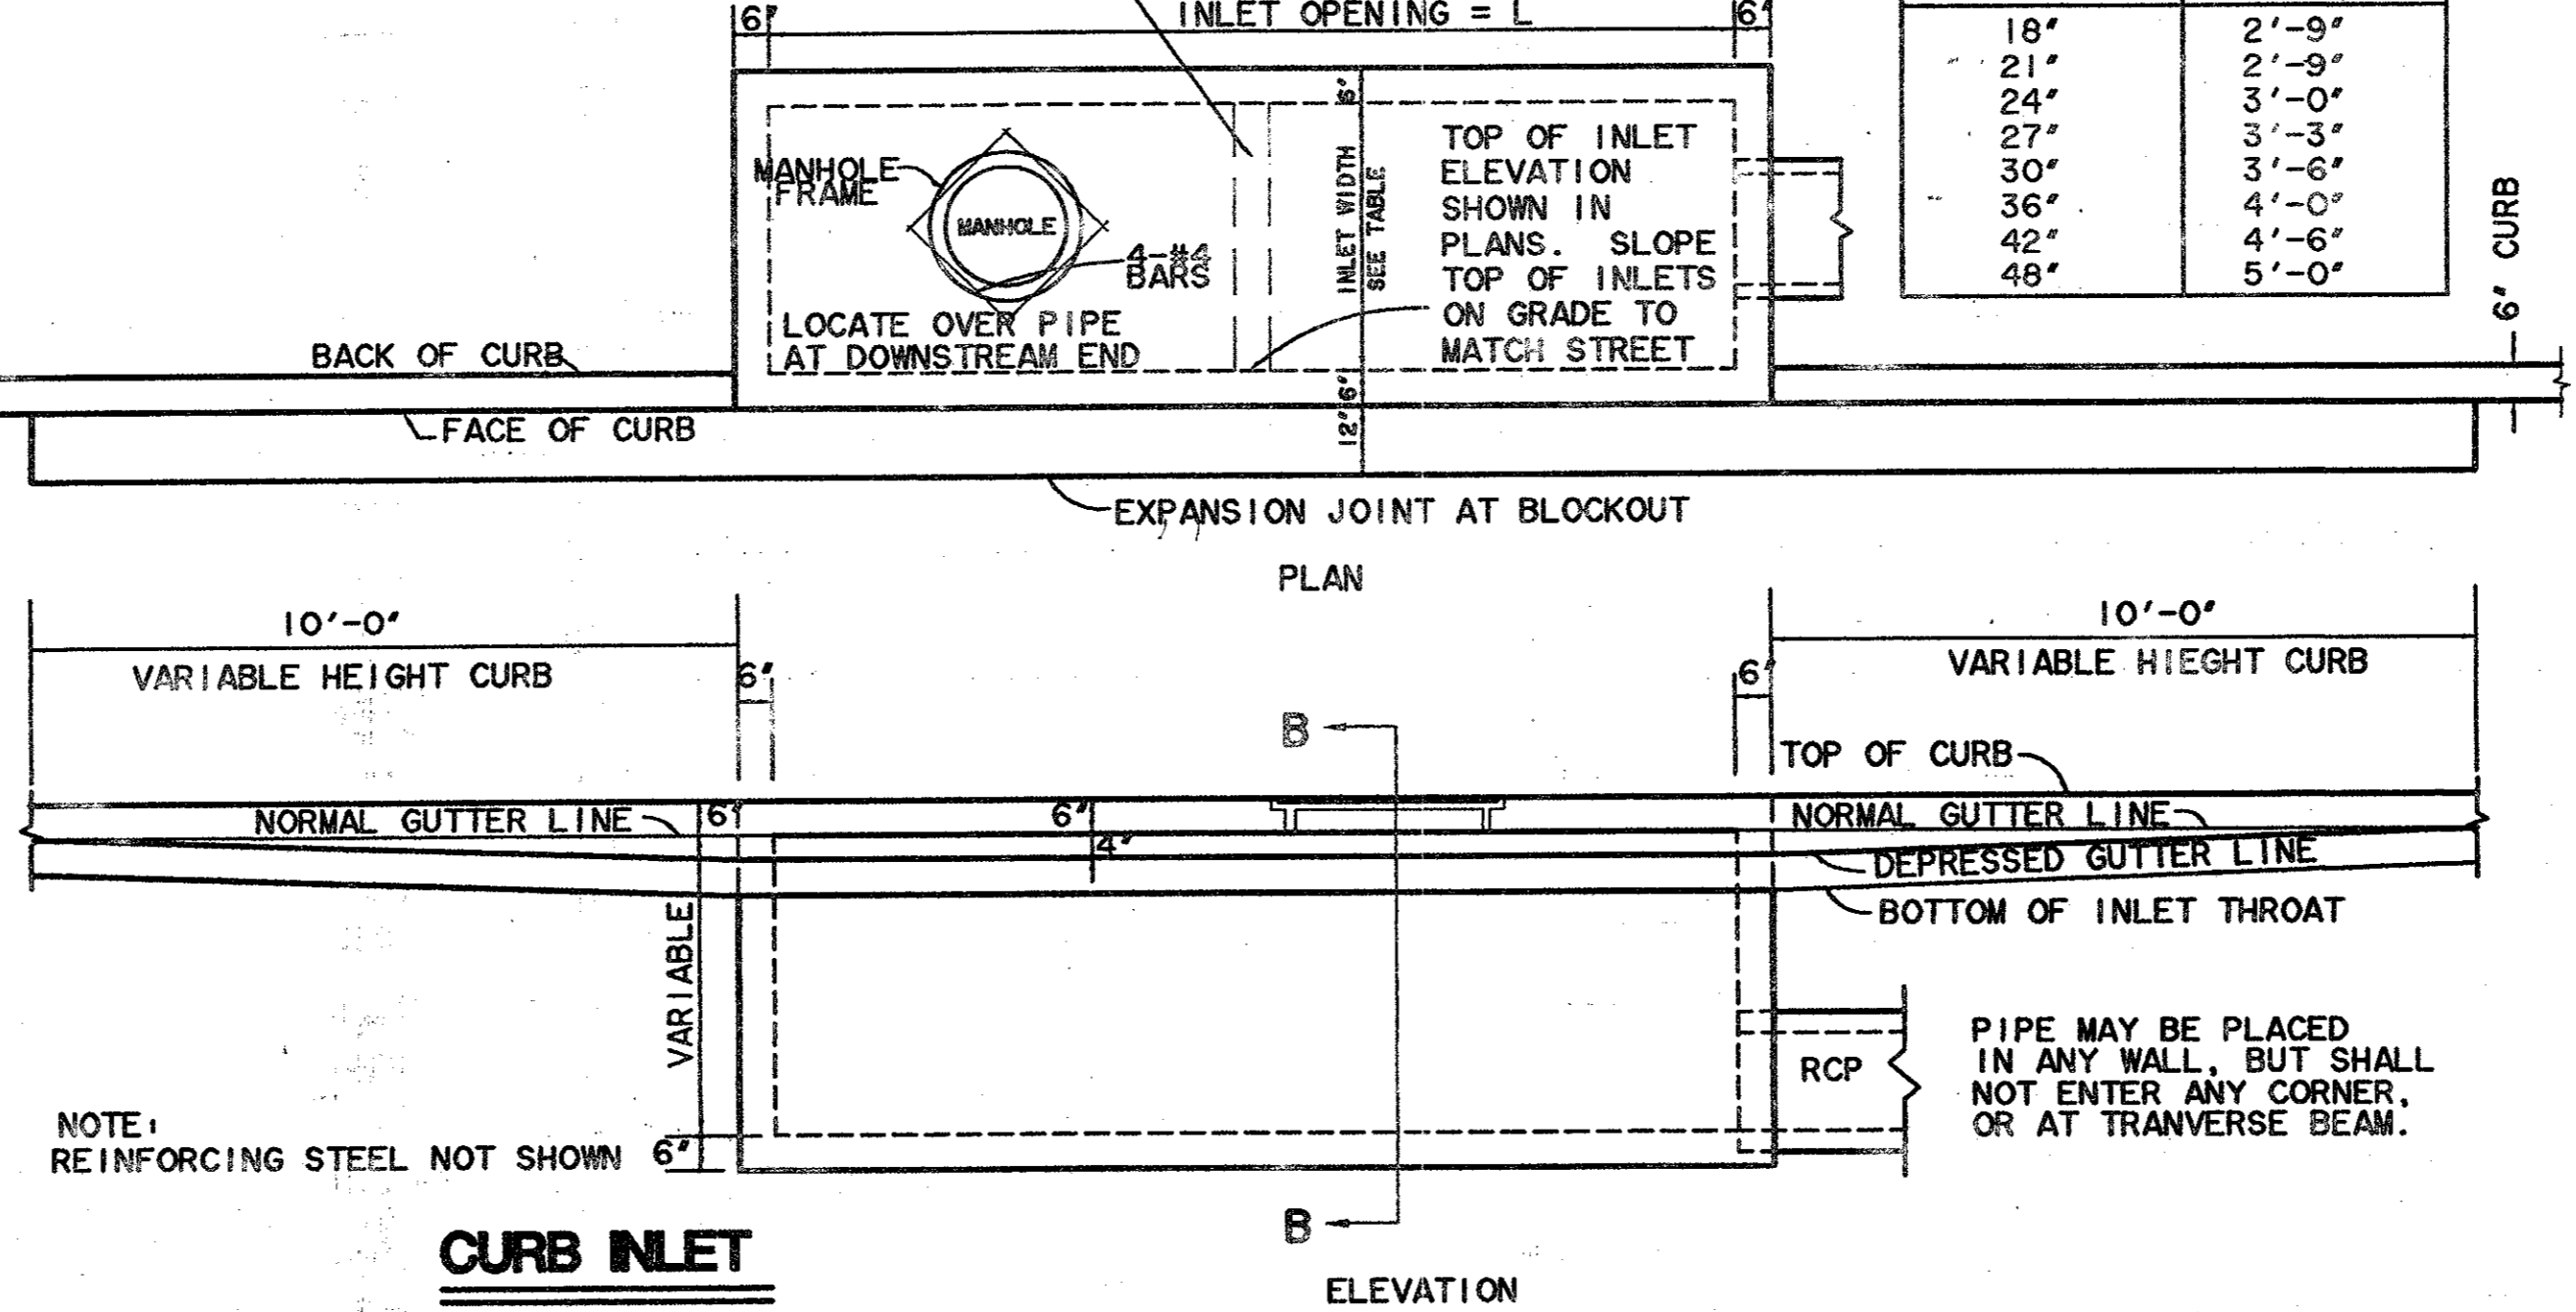 6"
INLET OPENING = L
6"
18" 2'-9"
21" 2'-9"
24" 3'-0"
27" 3'-3"
30" 3'-6"
36" 4'-0"
42" 4'-6"
48" 5'-0"
6" CURB
MANHOLE
FRAME
MANHOLE
4-#4
BARS
LOCATE OVER PIPE
AT DOWNSTREAM END
6"
INLET WIDTH
SEE TABLE
6"
12"
TOP OF INLET
ELEVATION
SHOWN IN
PLANS. SLOPE
TOP OF INLETS
ON GRADE TO
MATCH STREET
BACK OF CURB
FACE OF CURB
EXPANSION JOINT AT BLOCKOUT
PLAN
10'-0"
VARIABLE HEIGHT CURB
6"
6"
10'-0"
VARIABLE HIEGHT CURB
B
TOP OF CURB
NORMAL GUTTER LINE
6"
6"
4"
NORMAL GUTTER LINE
DEPRESSED GUTTER LINE
BOTTOM OF INLET THROAT
VARIABLE
RCP
PIPE MAY BE PLACED
IN ANY WALL, BUT SHALL
NOT ENTER ANY CORNER,
OR AT TRANVERSE BEAM.
NOTE:
REINFORCING STEEL NOT SHOWN
6"
B
CURB INLET
ELEVATION